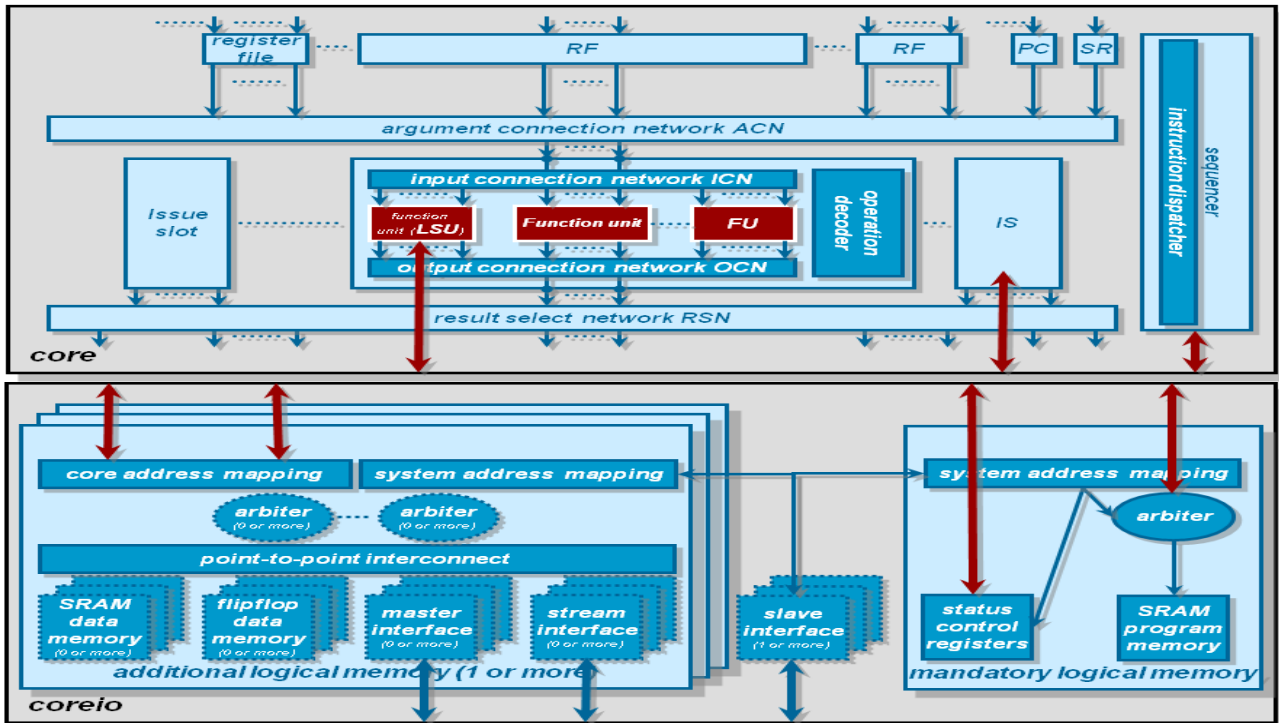 register
file
RF
RF
PC
SR
argument connection network ACN
Issue
slot
input connection network ICN
function
unit (LSU)
Function unit
FU
operation
decoder
output connection network OCN
IS
result select network RSN
instruction dispatcher
sequencer
core
core address mapping
system address mapping
arbiter
(0 or more)
arbiter
(0 or more)
point-to-point interconnect
SRAM
data
memory
(0 or more)
flipflop
data
memory
(0 or more)
master
interface
(0 or more)
stream
interface
(0 or more)
additional logical memory (1 or more)
slave
interface
(1 or more)
system address mapping
arbiter
status
control
registers
SRAM
program
memory
mandatory logical memory
coreio